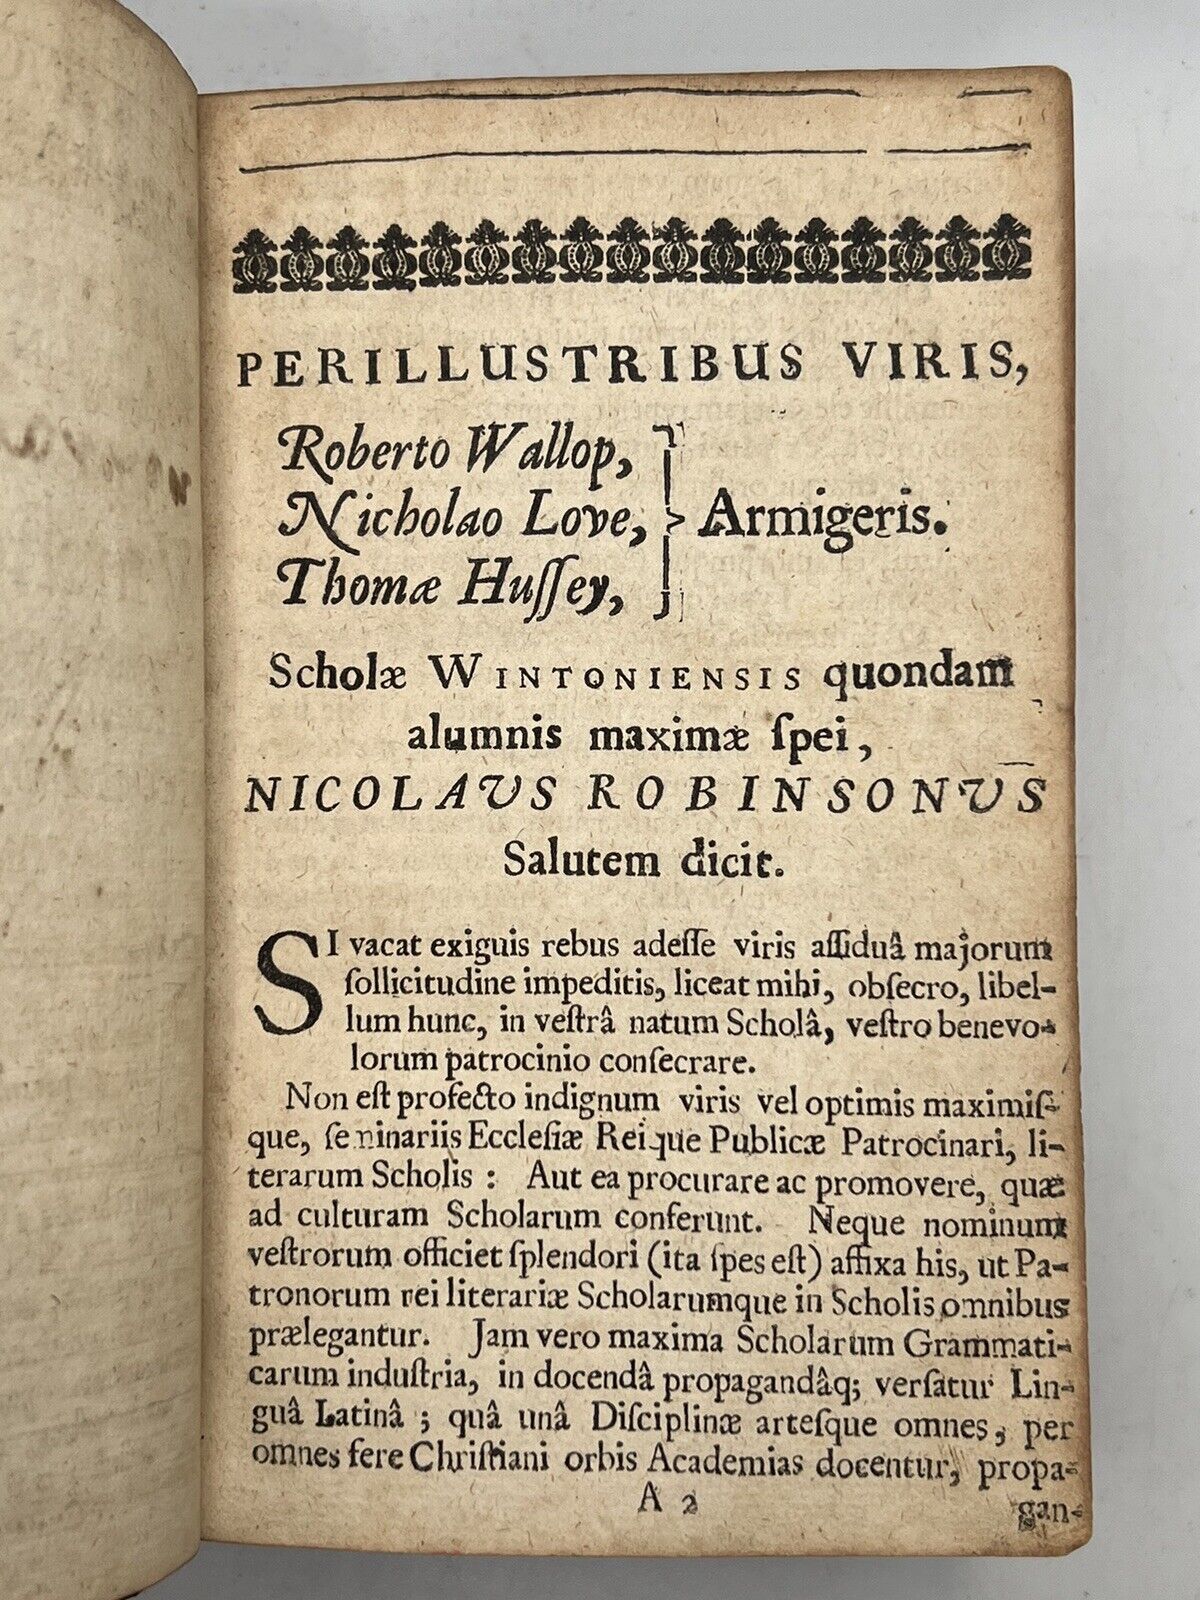 PERILLUSTRIBUS VIRIS,
Roberto Wallop,
Nicholao Love,
Thomæ Huſſey,
Armigeris.
Scholæ WINTONIENSIS quondam
alumnis maximæ ſpei,
NICOLAVS ROBINSONVS
Salutem dicit.
SI vacat exiguis rebus adeſſe viris aſſiduâ majorum
ſollicitudine impeditis, liceat mihi, obſecro, libel-
lum hunc, in veſtrâ natum Scholâ, veſtro benevo-
lorum patrocinio conſecrare.
Non eſt profecto indignum viris vel optimis maximiſ-
que, ſeminariis Eccleſiæ Reique Publicæ Patrocinari, li-
terarum Scholis : Aut ea procurare ac promovere, quæ
ad culturam Scholarum conferunt. Neque nominum
veſtrorum officiet ſplendori (ita ſpes eſt) affixa his, ut Pa-
tronorum rei literariæ Scholarumque in Scholis omnibus
prælegantur. Jam vero maxima Scholarum Grammati-
carum induſtria, in docendâ propagandâq; verſatur Lin-
guâ Latinâ ; quâ unâ Diſciplinæ arteſque omnes, per
omnes fere Chriſtiani orbis Academias docentur, propa-
A 2
gan-